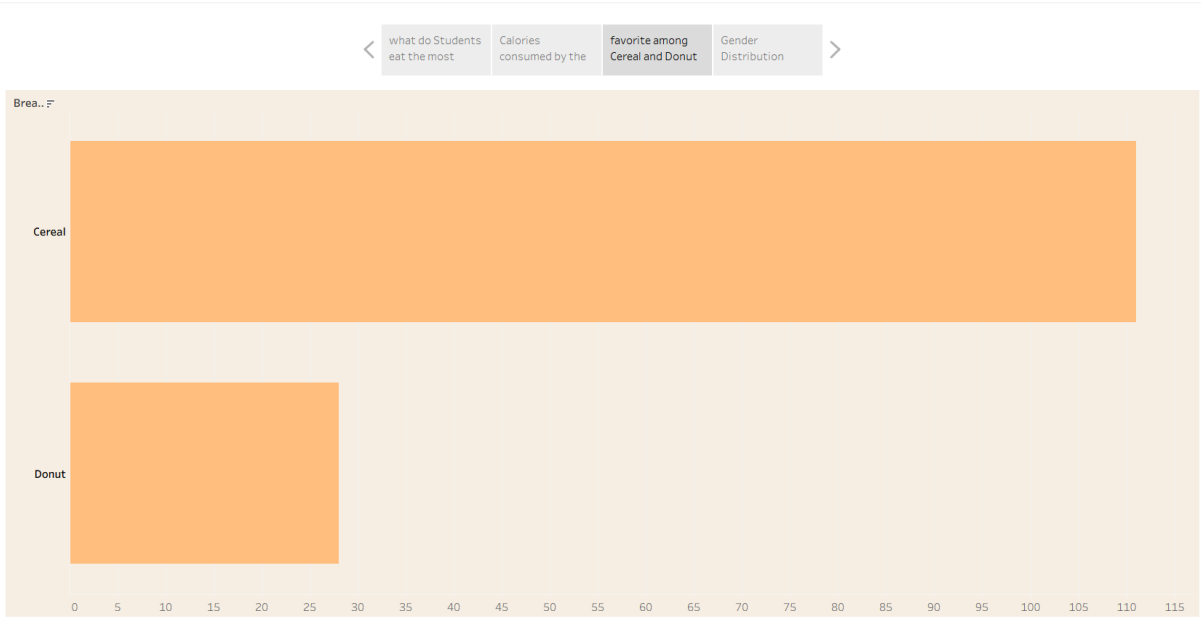 what do Students
eat the most
Calories
consumed by the
favorite among
Cereal and Donut
Gender
Distribution
Brea..
Cereal
Donut
0 5 10 15 20 25 30 35 40 45 50 55 60 65 70 75 80 85 90 95 100 105 110 115